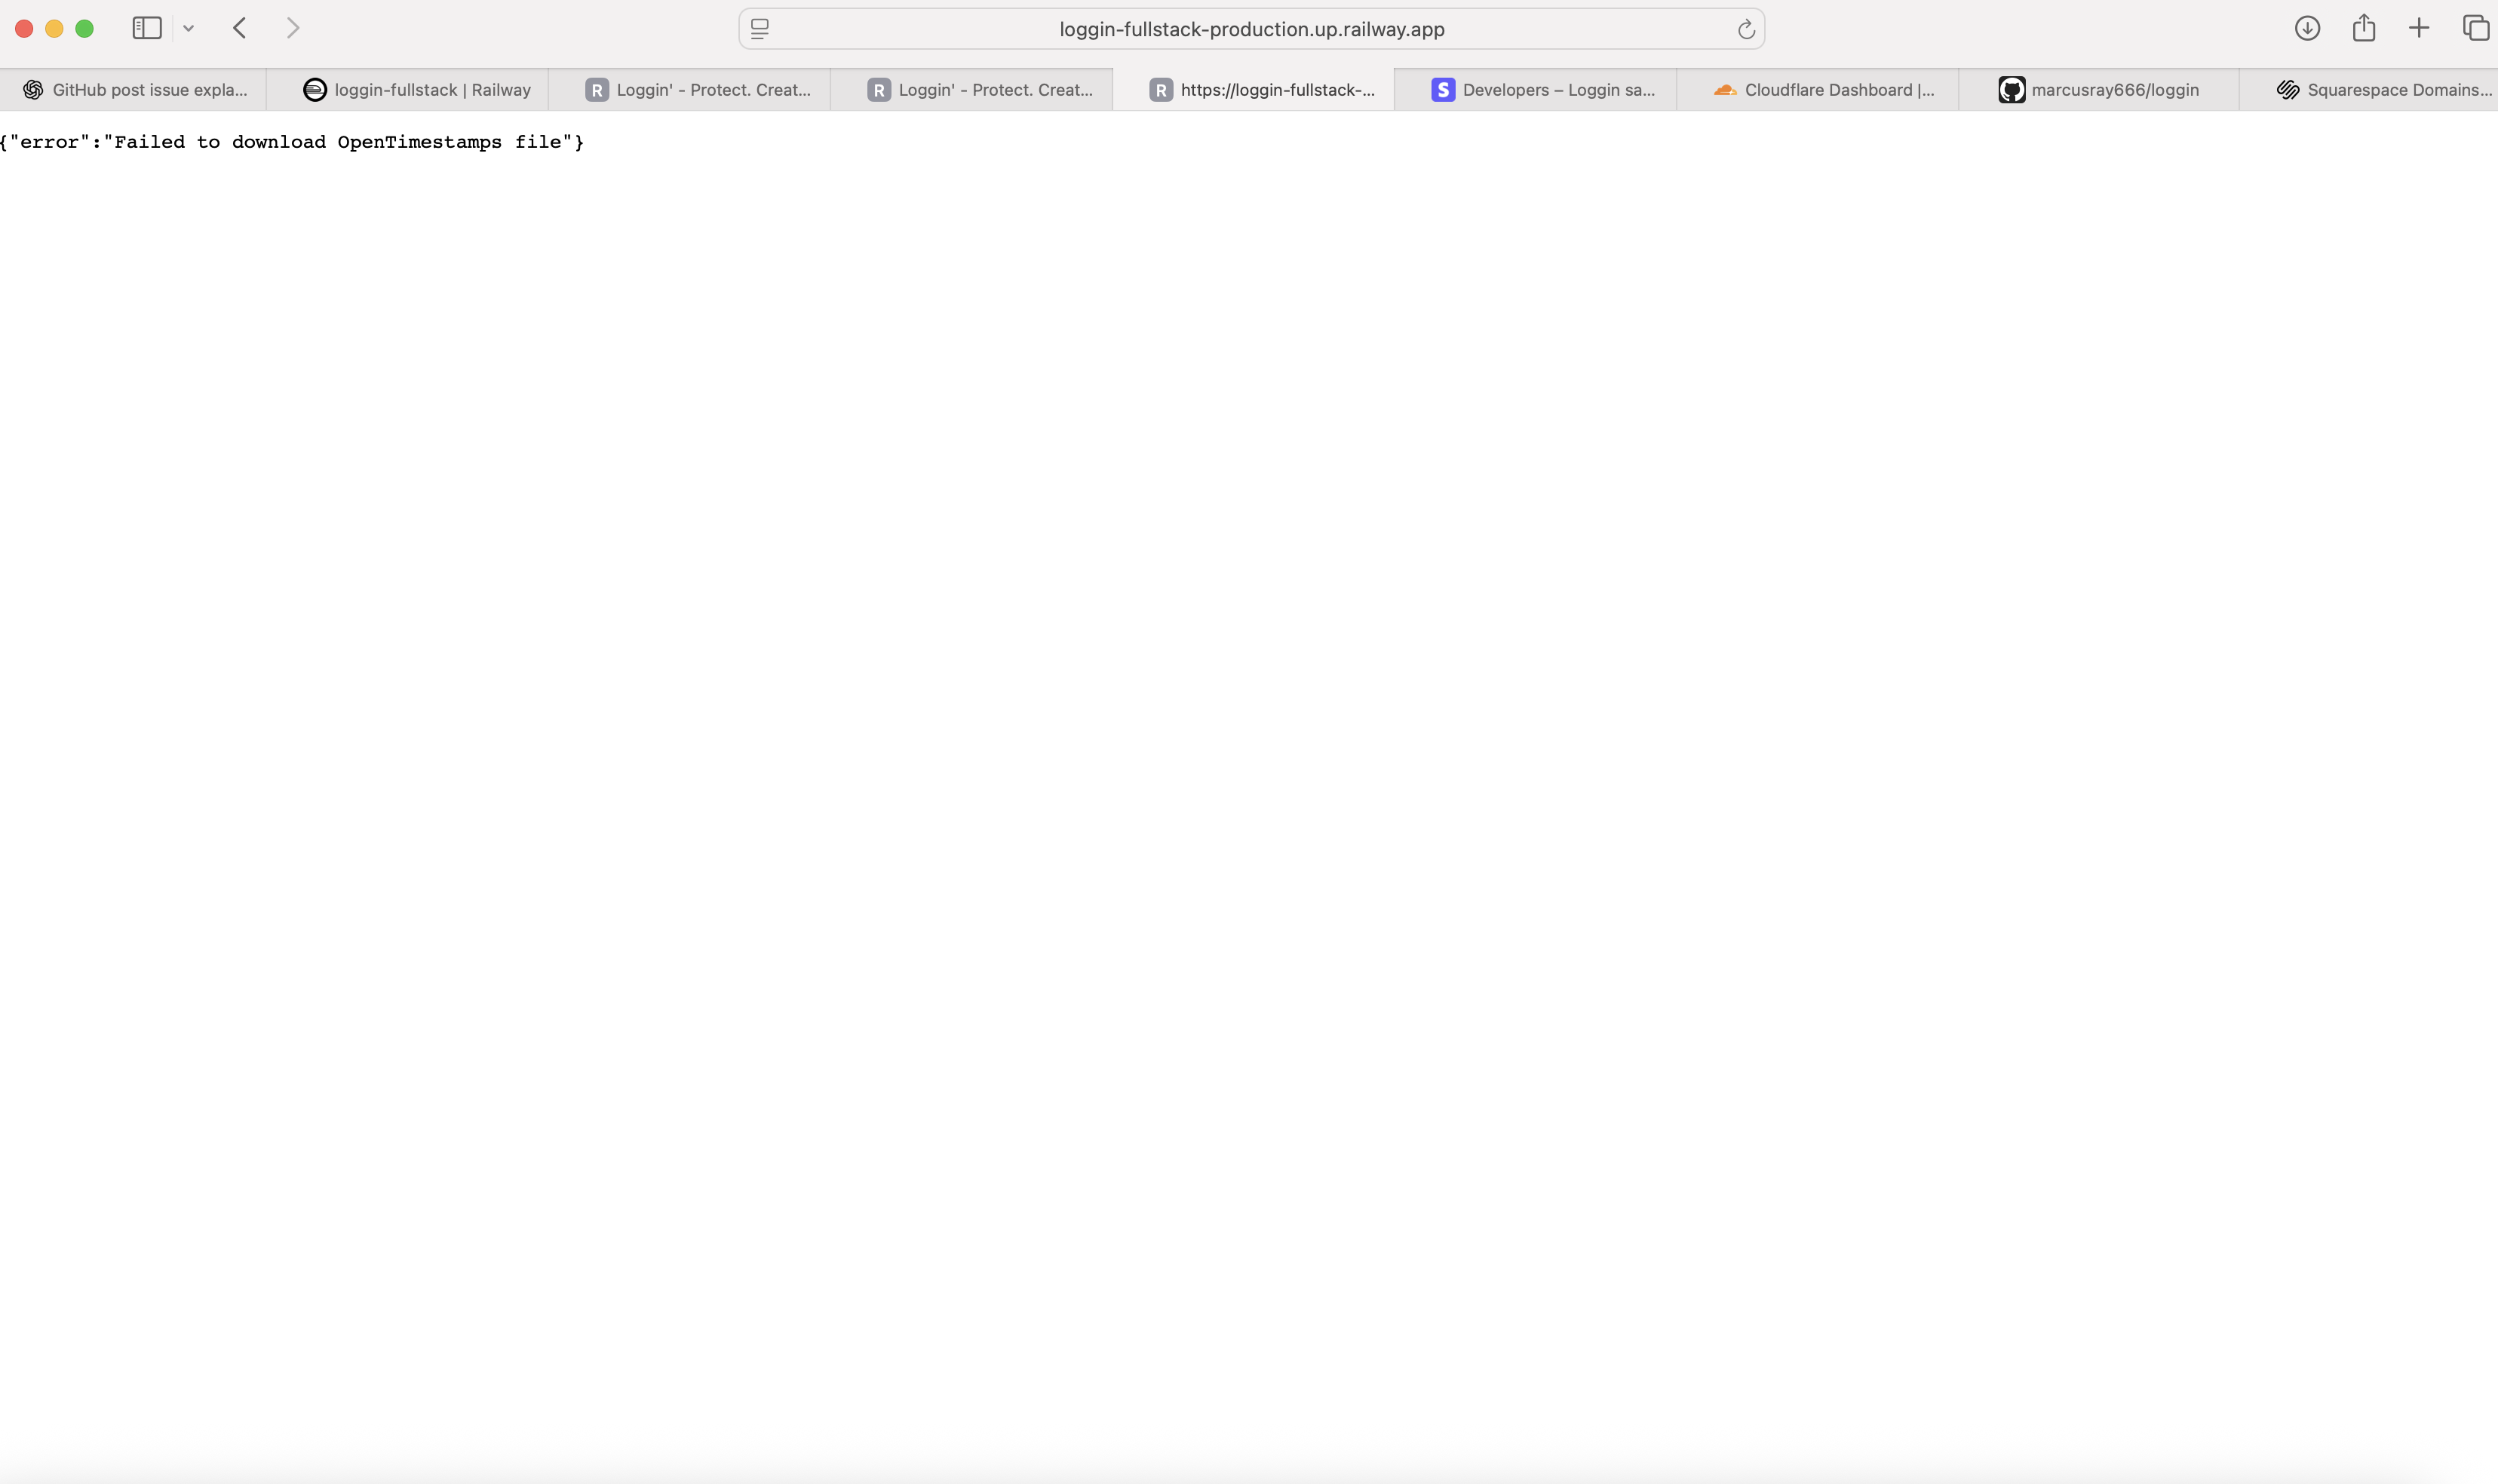 loggin-fullstack-production.up.railway.app
GitHub post issue expla...
loggin-fullstack | Railway
R Loggin' - Protect. Creat...
R Loggin' - Protect. Creat...
R https://loggin-fullstack-...
S Developers – Loggin sa...
Cloudflare Dashboard |...
marcusray666/loggin
Squarespace Domains...
{"error":"Failed to download OpenTimestamps file"}